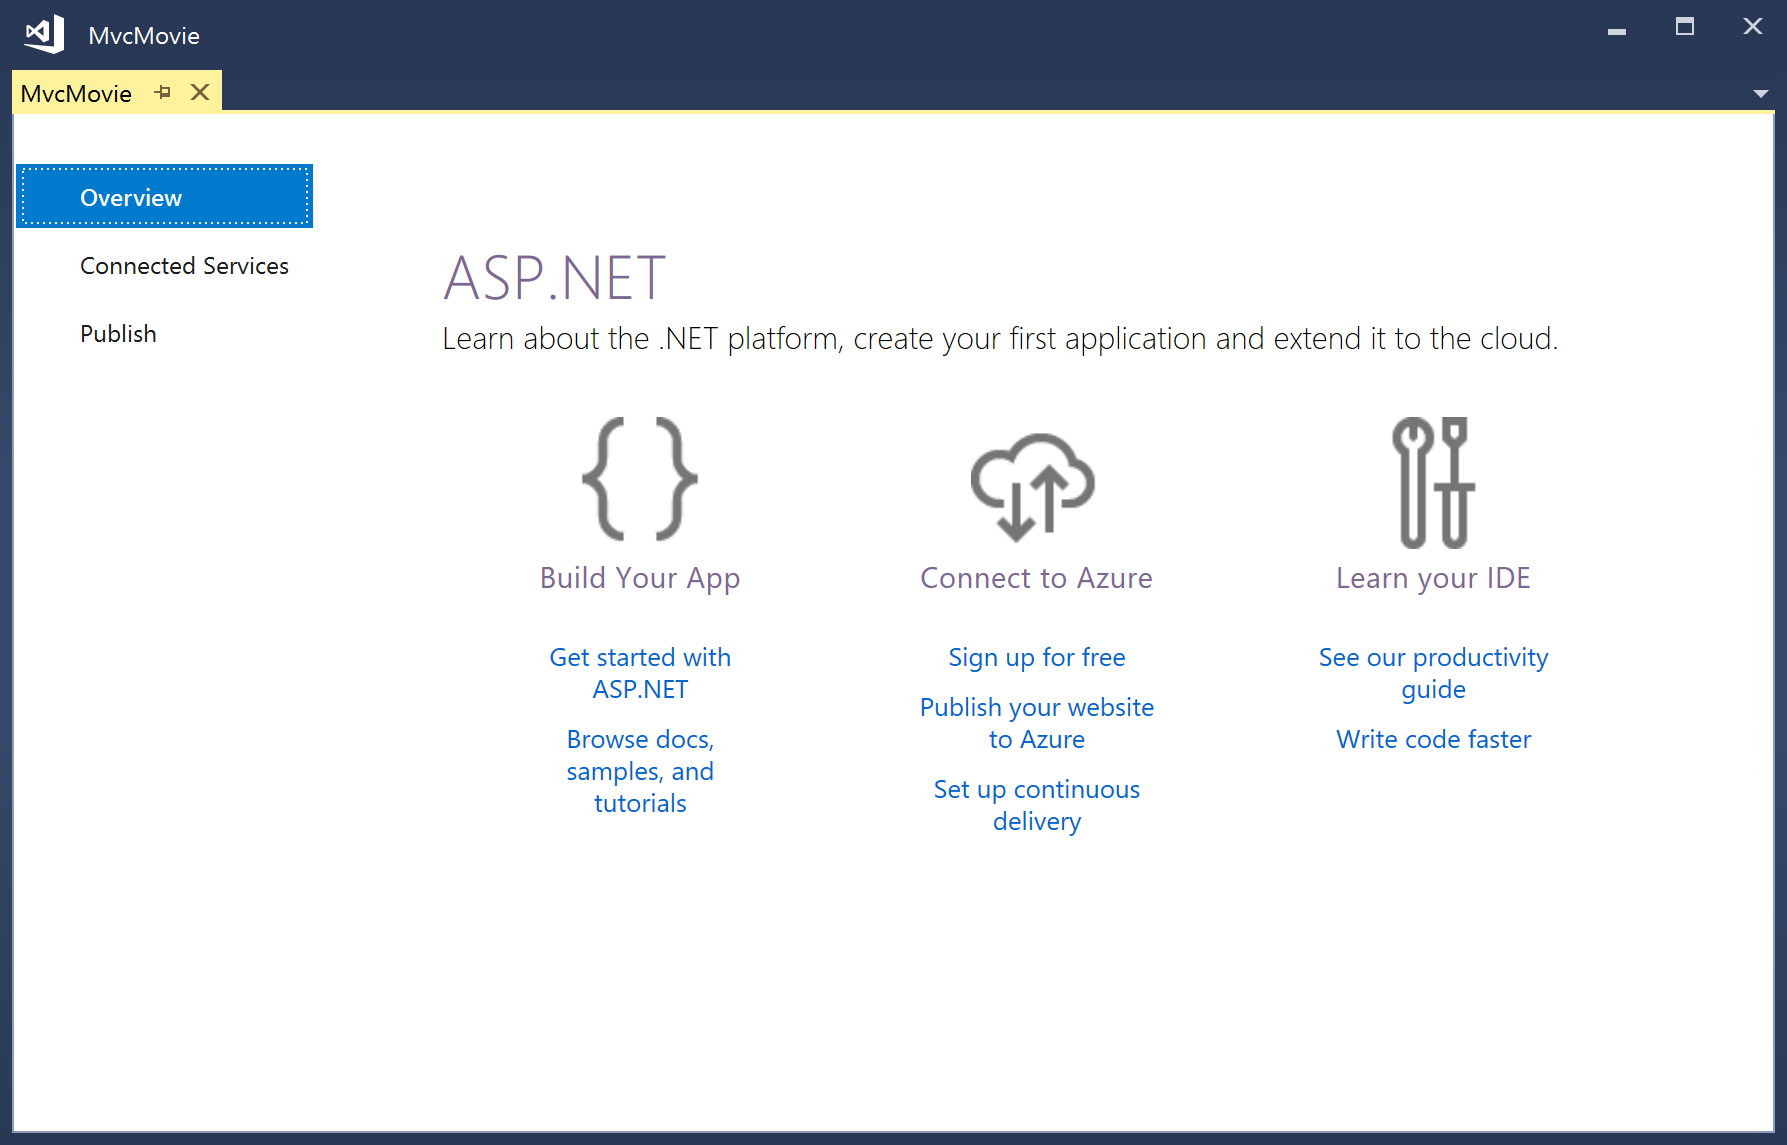 MvcMovie
MvcMovie
Overview
Connected Services
Publish
ASP.NET
Learn about the .NET platform, create your first application and extend it to the cloud.
Build Your App
Get started with
ASP.NET
Browse docs,
samples, and
tutorials
Connect to Azure
Sign up for free
Publish your website
to Azure
Set up continuous
delivery
Learn your IDE
See our productivity
guide
Write code faster